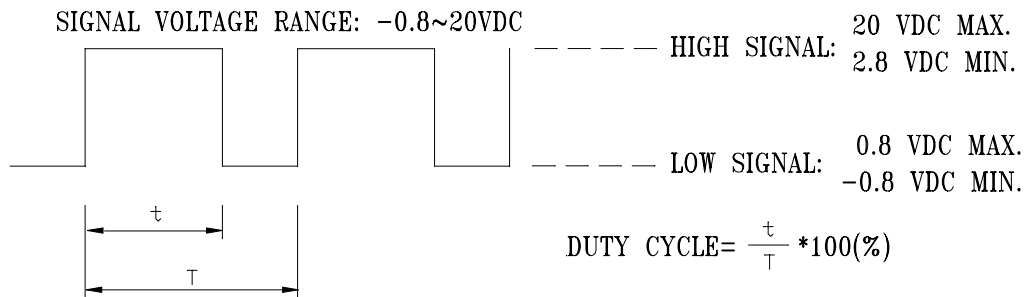 SIGNAL VOLTAGE RANGE: -0.8~20VDC
HIGH SIGNAL: 20 VDC MAX.
2.8 VDC MIN.
LOW SIGNAL: 0.8 VDC MAX.
-0.8 VDC MIN.
t
T
DUTY CYCLE= t/T *100(%)